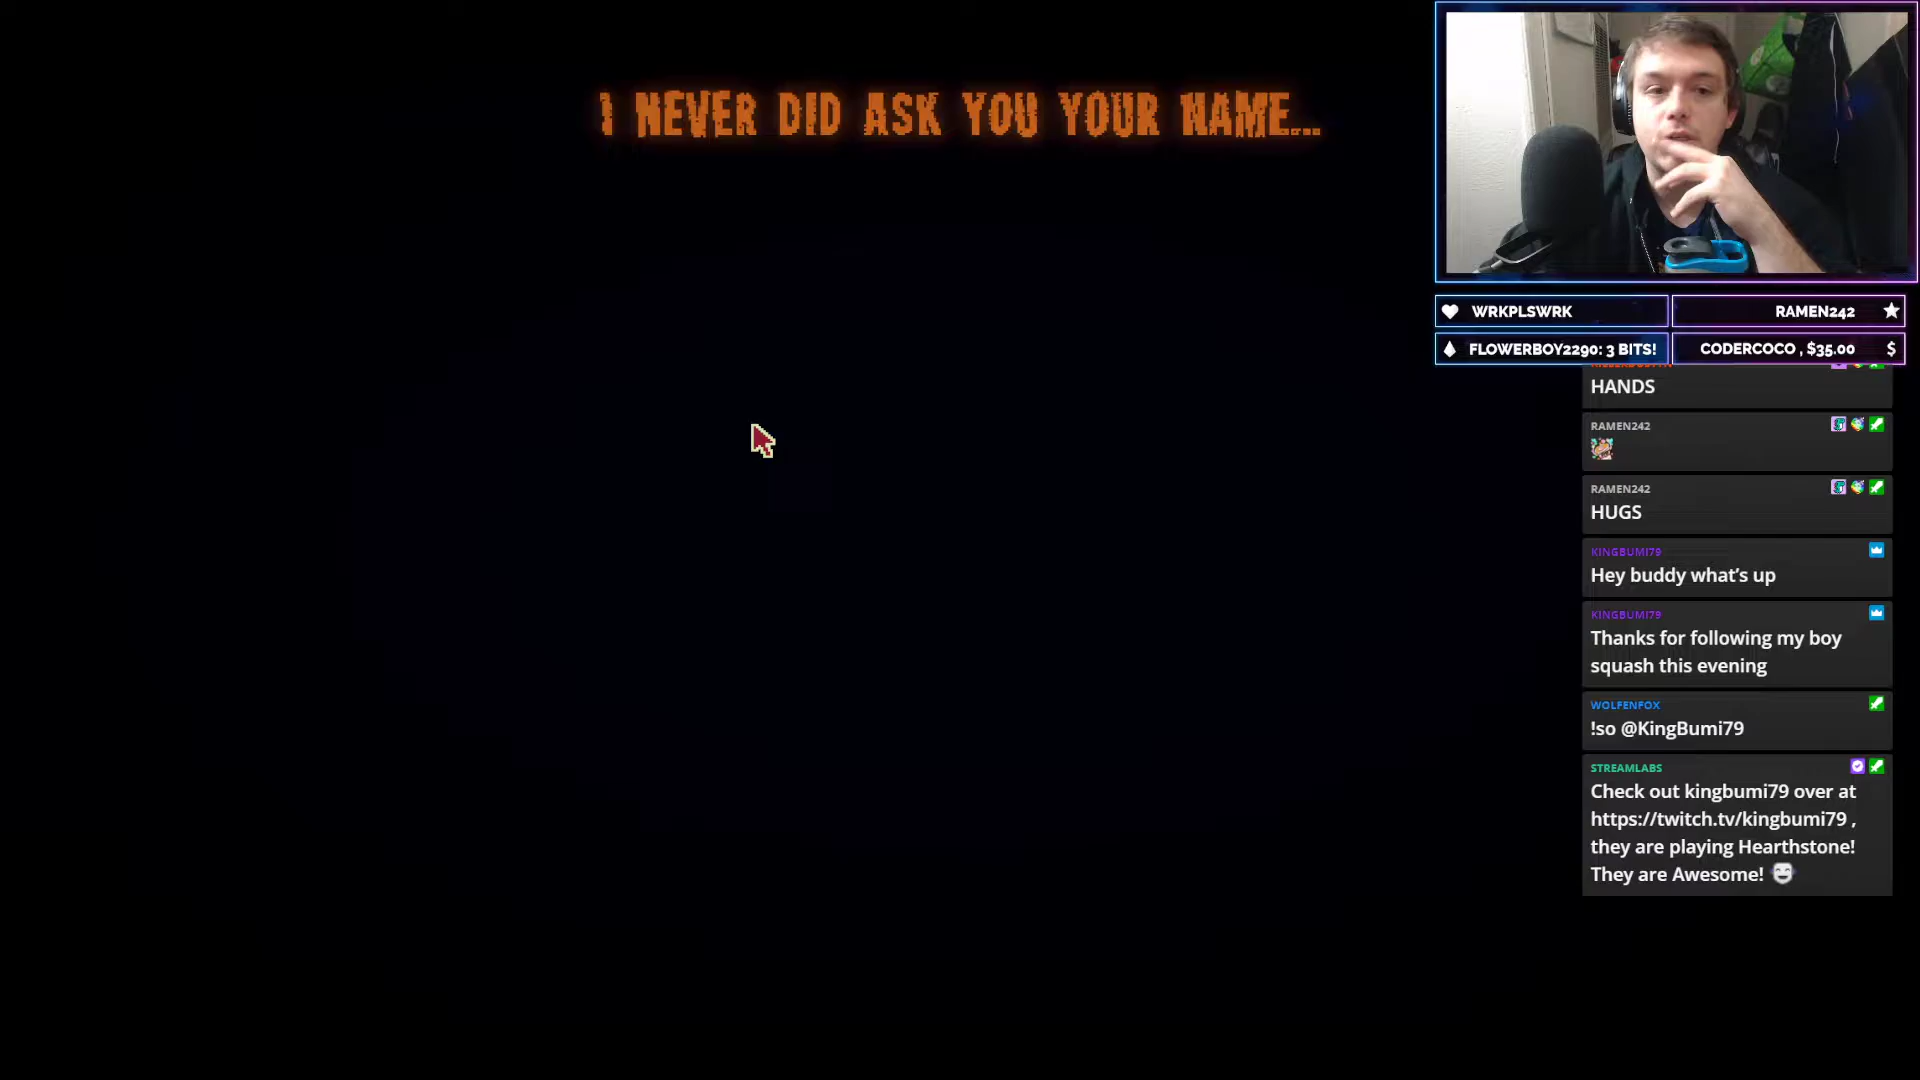 I NEVER DID ASK YOU YOUR NAME...
WRKPLSWRK
RAMEN242
FLOWERBOY2290: 3 BITS!
CODERCOCO , $35.00
HANDS
RAMEN242
RAMEN242
HUGS
KINGBUMI79
Hey buddy what's up
KINGBUMI79
Thanks for following my boy
squash this evening
WOLFENFOX
!so @KingBumi79
STREAMLABS
Check out kingbumi79 over at
https://twitch.tv/kingbumi79 ,
they are playing Hearthstone!
They are Awesome!